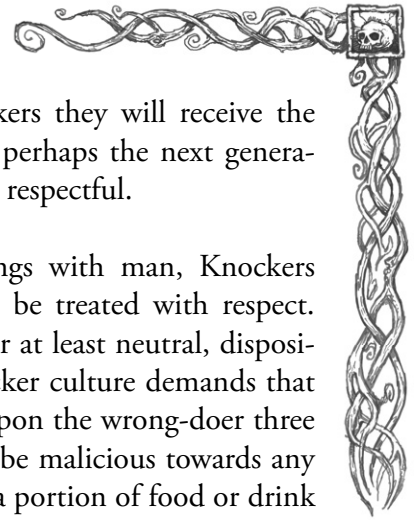 kers they will receive the
perhaps the next genera-
respectful.
ngs with man, Knockers
be treated with respect.
r at least neutral, disposi-
ker culture demands that
pon the wrong-doer three
be malicious towards any
a portion of food or drink